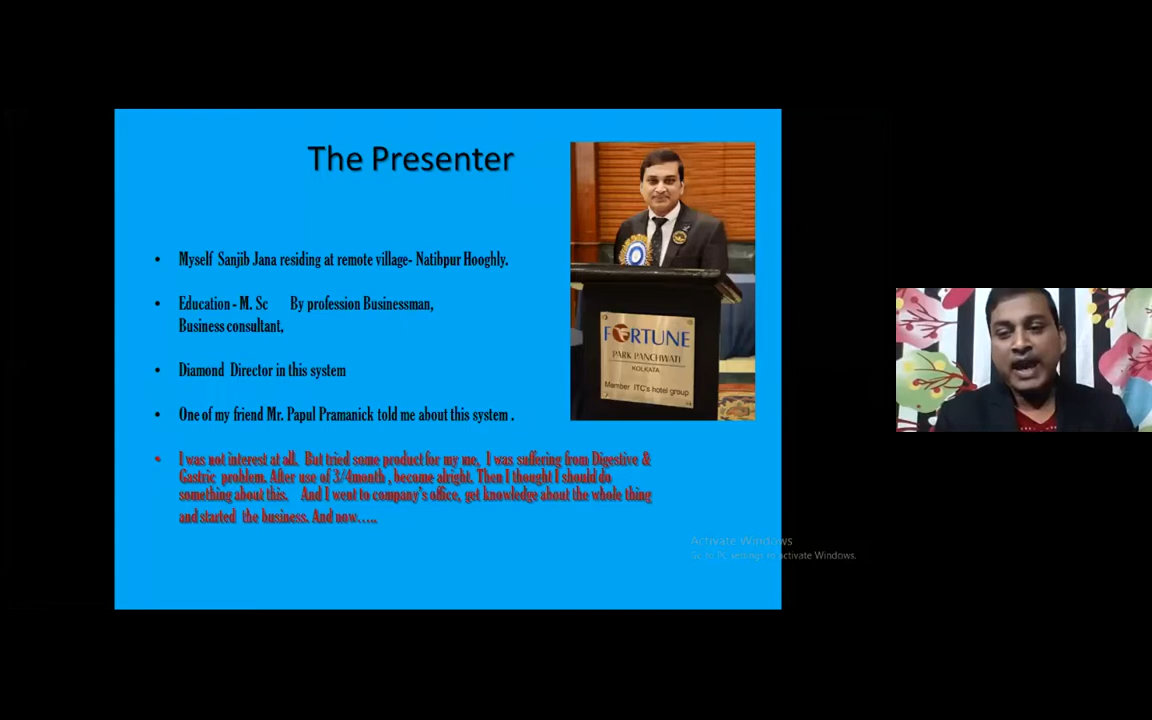 The Presenter
• Myself Sanjib Jana residing at remote village- Natibpur Hooghly.
• Education - M. Sc By profession Businessman,
Business consultant,
• Diamond Director in this system
• One of my friend Mr. Papul Pramanick told me about this system .
• I was not interest at all. But tried some product for my me, I was suffering from Digestive &
Gastric problem. After use of 3/4month , become alright. Then I thought I should do
something about this. And I went to company's office, get knowledge about the whole thing
and started the business. And now…..
FORTUNE
PARK PANCHWATI
KOLKATA
Member ITC's hotel group
Activate Windows
Go to PC settings to activate Windows.